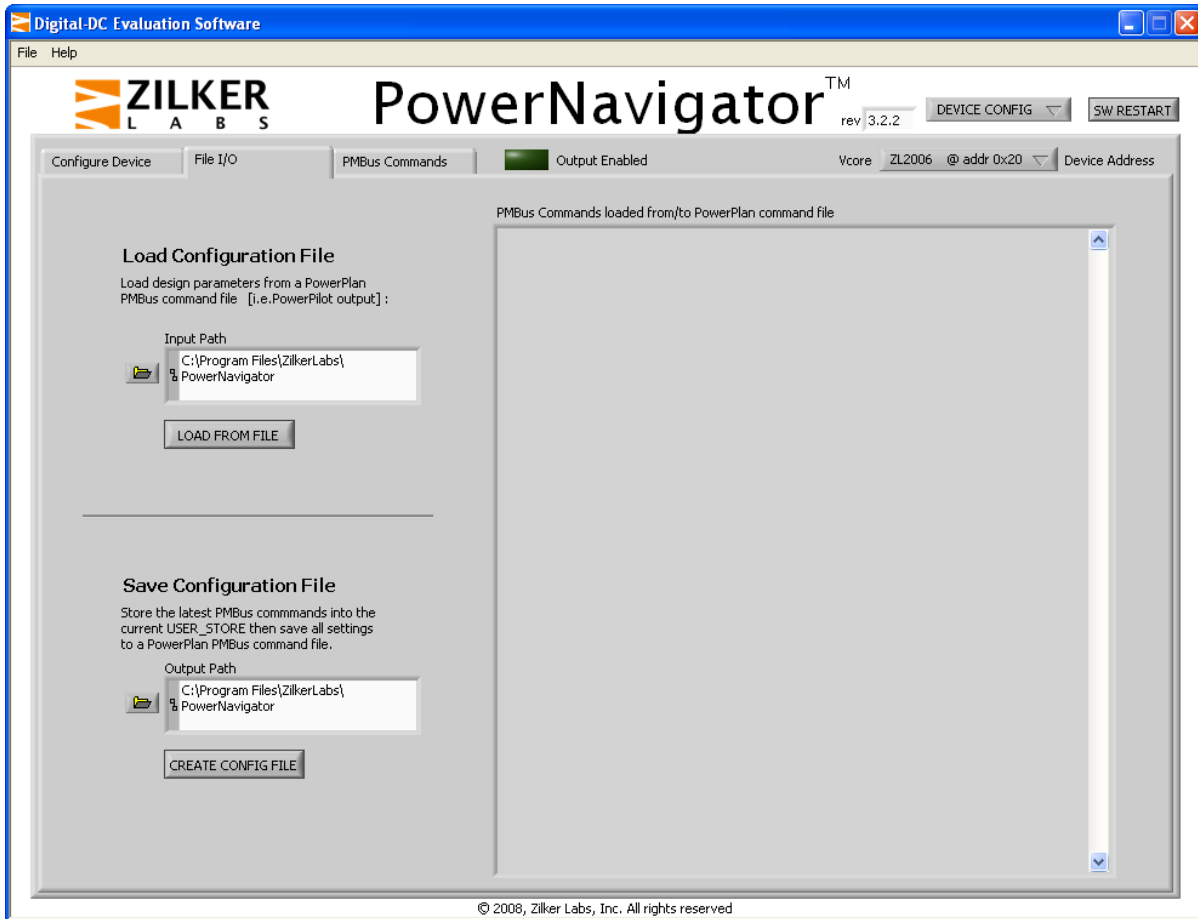 Digital-DC Evaluation Software
File Help
ZILKER
LABS
PowerNavigator™
rev 3.2.2
DEVICE CONFIG
SW RESTART
Configure Device
File I/O
PMBus Commands
Output Enabled
Vcore
ZL2006 @ addr 0x20
Device Address
PMBus Commands loaded from/to PowerPlan command file
Load Configuration File
Load design parameters from a PowerPlan
PMBus command file [i.e.PowerPilot output] :
Input Path
C:\Program Files\ZilkerLabs\
PowerNavigator
LOAD FROM FILE
Save Configuration File
Store the latest PMBus commmands into the
current USER_STORE then save all settings
to a PowerPlan PMBus command file.
Output Path
C:\Program Files\ZilkerLabs\
PowerNavigator
CREATE CONFIG FILE
© 2008, Zilker Labs, Inc. All rights reserved